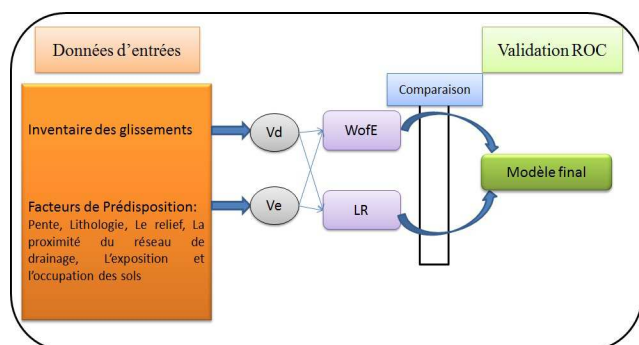 Données d'entrées
Validation ROC
Comparaison
Inventaire des glissements
Vd
WofE
Modèle final
Facteurs de Prédisposition:
Pente, Lithologie, Le relief, La
proximité du réseau de
drainage, L'exposition et
l'occupation des sols
Ve
LR